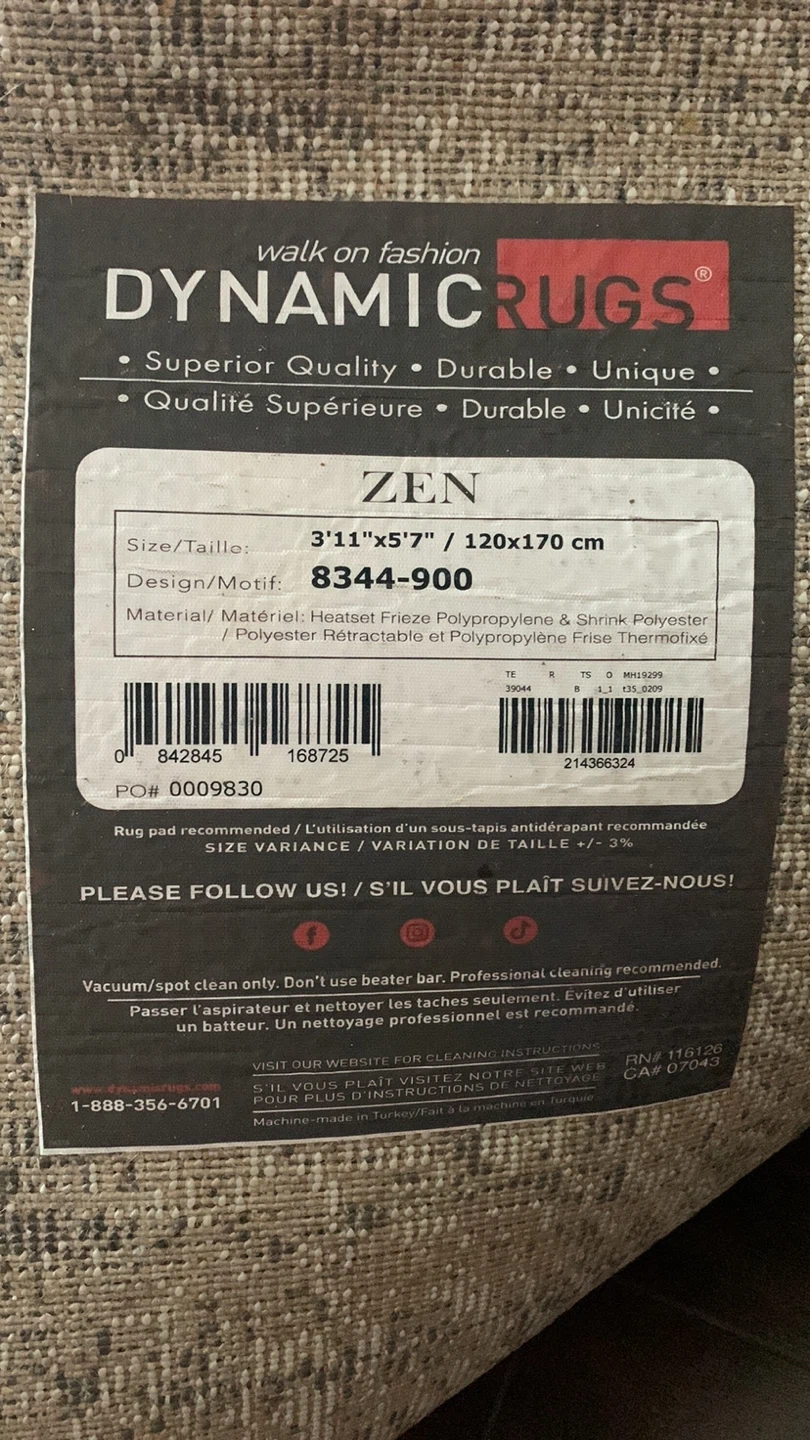 walk on fashion
DYNAMIC RUGS®
• Superior Quality • Durable • Unique •
• Qualité Supérieure • Durable • Unicité •
ZEN
Size/Taille: 3'11"x5'7" / 120x170 cm
Design/Motif: 8344-900
Material/ Matériel: Heatset Frieze Polypropylene & Shrink Polyester
/ Polyester Rétractable et Polypropylène Frise Thermofixé
TE R TS O MH19299
39044 B 1_1 t35_0209
0 842845 168725
214366324
PO# 0009830
Rug pad recommended / L'utilisation d'un sous-tapis antidérapant recommandée
SIZE VARIANCE / VARIATION DE TAILLE +/- 3%
PLEASE FOLLOW US! / S'IL VOUS PLAÎT SUIVEZ-NOUS!
Vacuum/spot clean only. Don't use beater bar. Professional cleaning recommended.
Passer l'aspirateur et nettoyer les taches seulement. Évitez d'utiliser
un batteur. Un nettoyage professionnel est recommandé.
www.dynamicrugs.com
1-888-356-6701
VISIT OUR WEBSITE FOR CLEANING INSTRUCTIONS
S'IL VOUS PLAÎT VISITEZ NOTRE SITE WEB
POUR PLUS D'INSTRUCTIONS DE NETTOYAGE
Machine-made in Turkey/Fait à la machine en Turquie
RN# 116126
CA# 07043